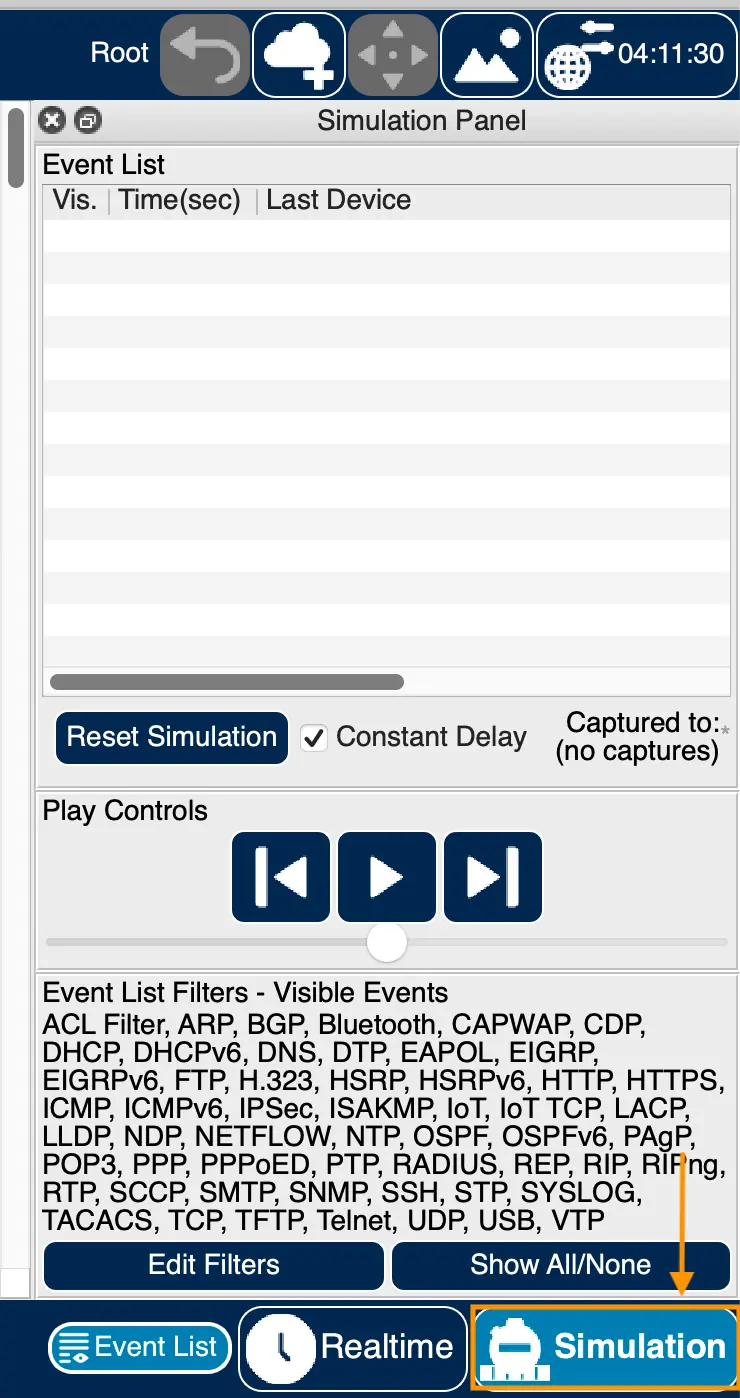 Root 04:11:30
Simulation Panel
Event List
Vis. Time(sec) Last Device
Reset Simulation Constant Delay Captured to:*
(no captures)
Play Controls
Event List Filters - Visible Events
ACL Filter, ARP, BGP, Bluetooth, CAPWAP, CDP,
DHCP, DHCPv6, DNS, DTP, EAPOL, EIGRP,
EIGRPv6, FTP, H.323, HSRP, HSRPv6, HTTP, HTTPS,
ICMP, ICMPv6, IPSec, ISAKMP, IoT, IoT TCP, LACP,
LLDP, NDP, NETFLOW, NTP, OSPF, OSPFv6, PAgP,
POP3, PPP, PPPoED, PTP, RADIUS, REP, RIP, RIPng,
RTP, SCCP, SMTP, SNMP, SSH, STP, SYSLOG,
TACACS, TCP, TFTP, Telnet, UDP, USB, VTP
Edit Filters Show All/None
Event List Realtime Simulation